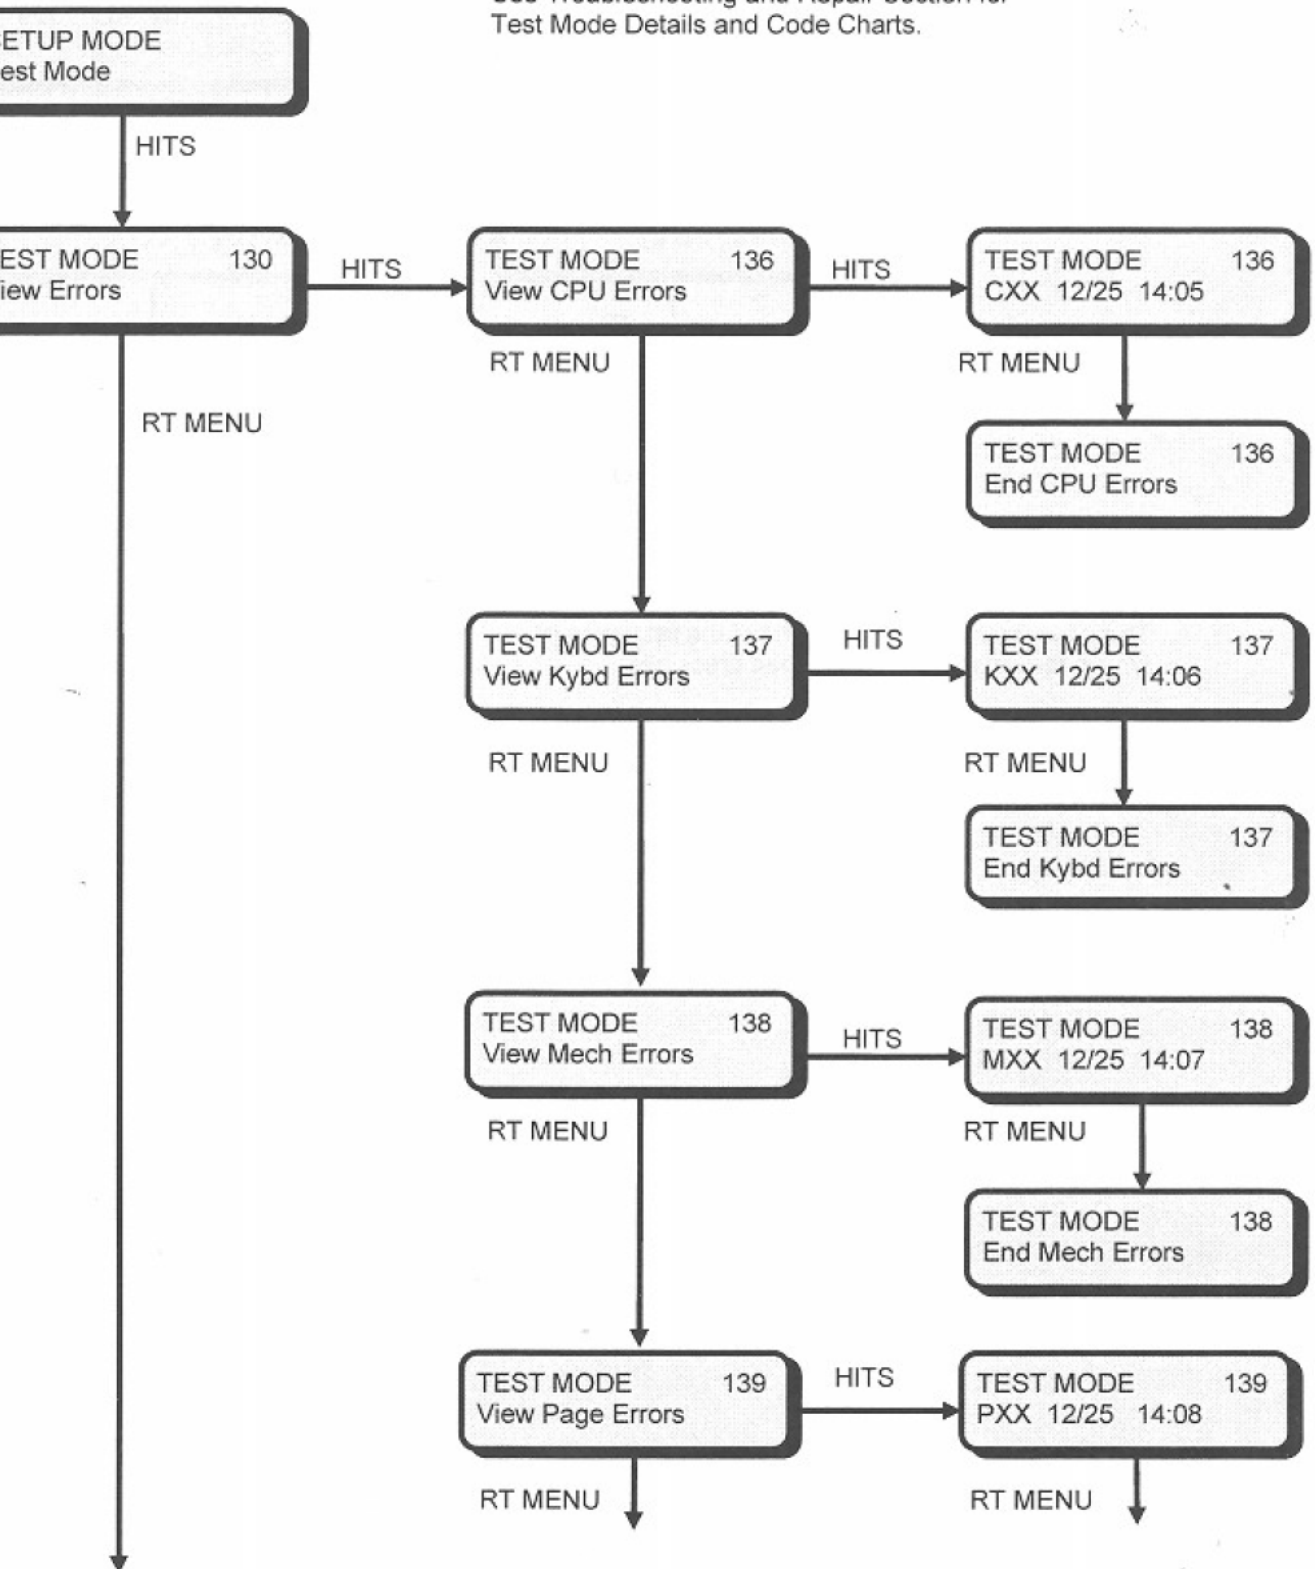 Test Mode Details and Code Charts.
SETUP MODE
Test Mode
HITS
TEST MODE 130
View Errors
HITS
TEST MODE 136
View CPU Errors
HITS
TEST MODE 136
CXX 12/25 14:05
RT MENU
RT MENU
RT MENU
TEST MODE 136
End CPU Errors
TEST MODE 137
View Kybd Errors
HITS
TEST MODE 137
KXX 12/25 14:06
RT MENU
RT MENU
TEST MODE 137
End Kybd Errors
TEST MODE 138
View Mech Errors
HITS
TEST MODE 138
MXX 12/25 14:07
RT MENU
RT MENU
TEST MODE 138
End Mech Errors
TEST MODE 139
View Page Errors
HITS
TEST MODE 139
PXX 12/25 14:08
RT MENU
RT MENU